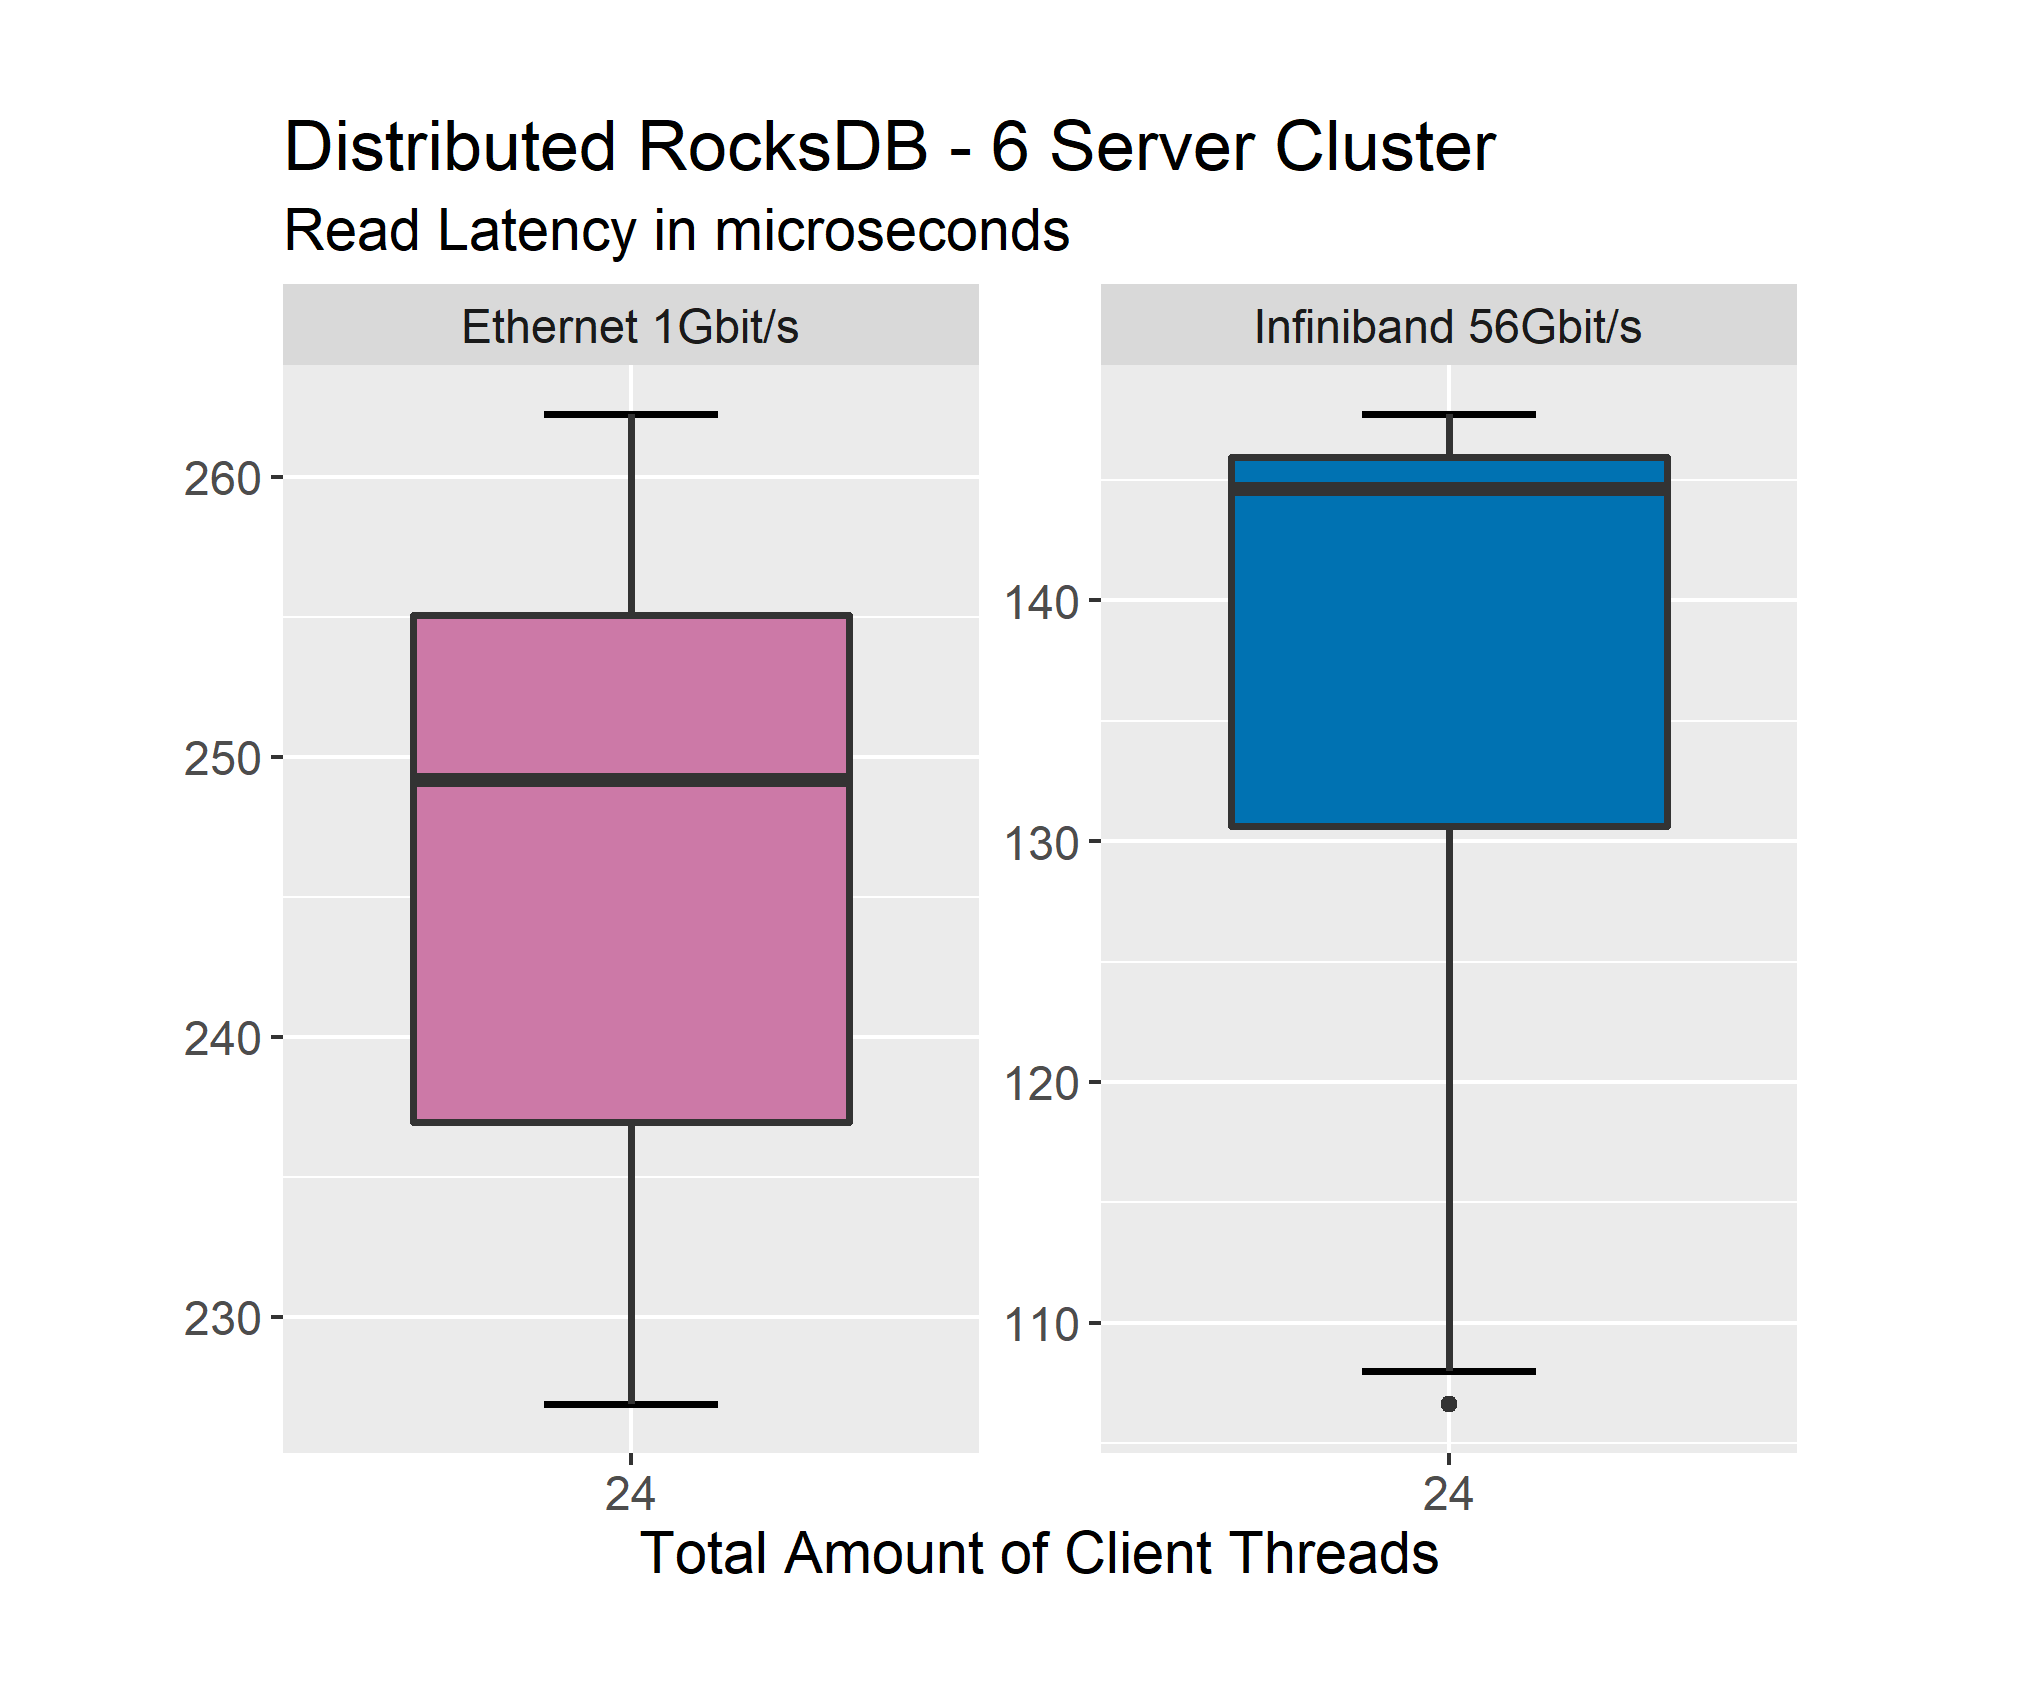 Distributed RocksDB - 6 Server Cluster
Read Latency in microseconds
Ethernet 1Gbit/s
Infiniband 56Gbit/s
260
250
240
230
140
130
120
110
24
24
Total Amount of Client Threads